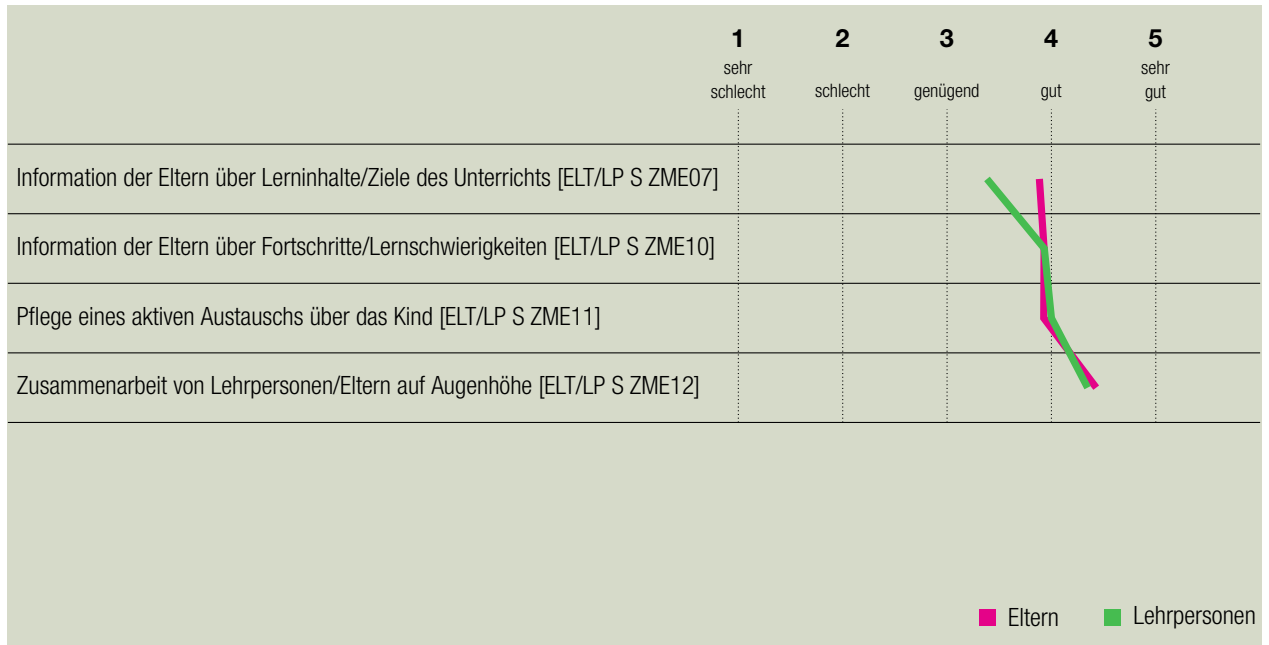 1 2 3 4 5
sehr sehr
schlecht schlecht genügend gut gut
Information der Eltern über Lerninhalte/Ziele des Unterrichts [ELT/LP S ZME07]
Information der Eltern über Fortschritte/Lernschwierigkeiten [ELT/LP S ZME10]
Pflege eines aktiven Austauschs über das Kind [ELT/LP S ZME11]
Zusammenarbeit von Lehrpersonen/Eltern auf Augenhöhe [ELT/LP S ZME12]
Eltern Lehrpersonen